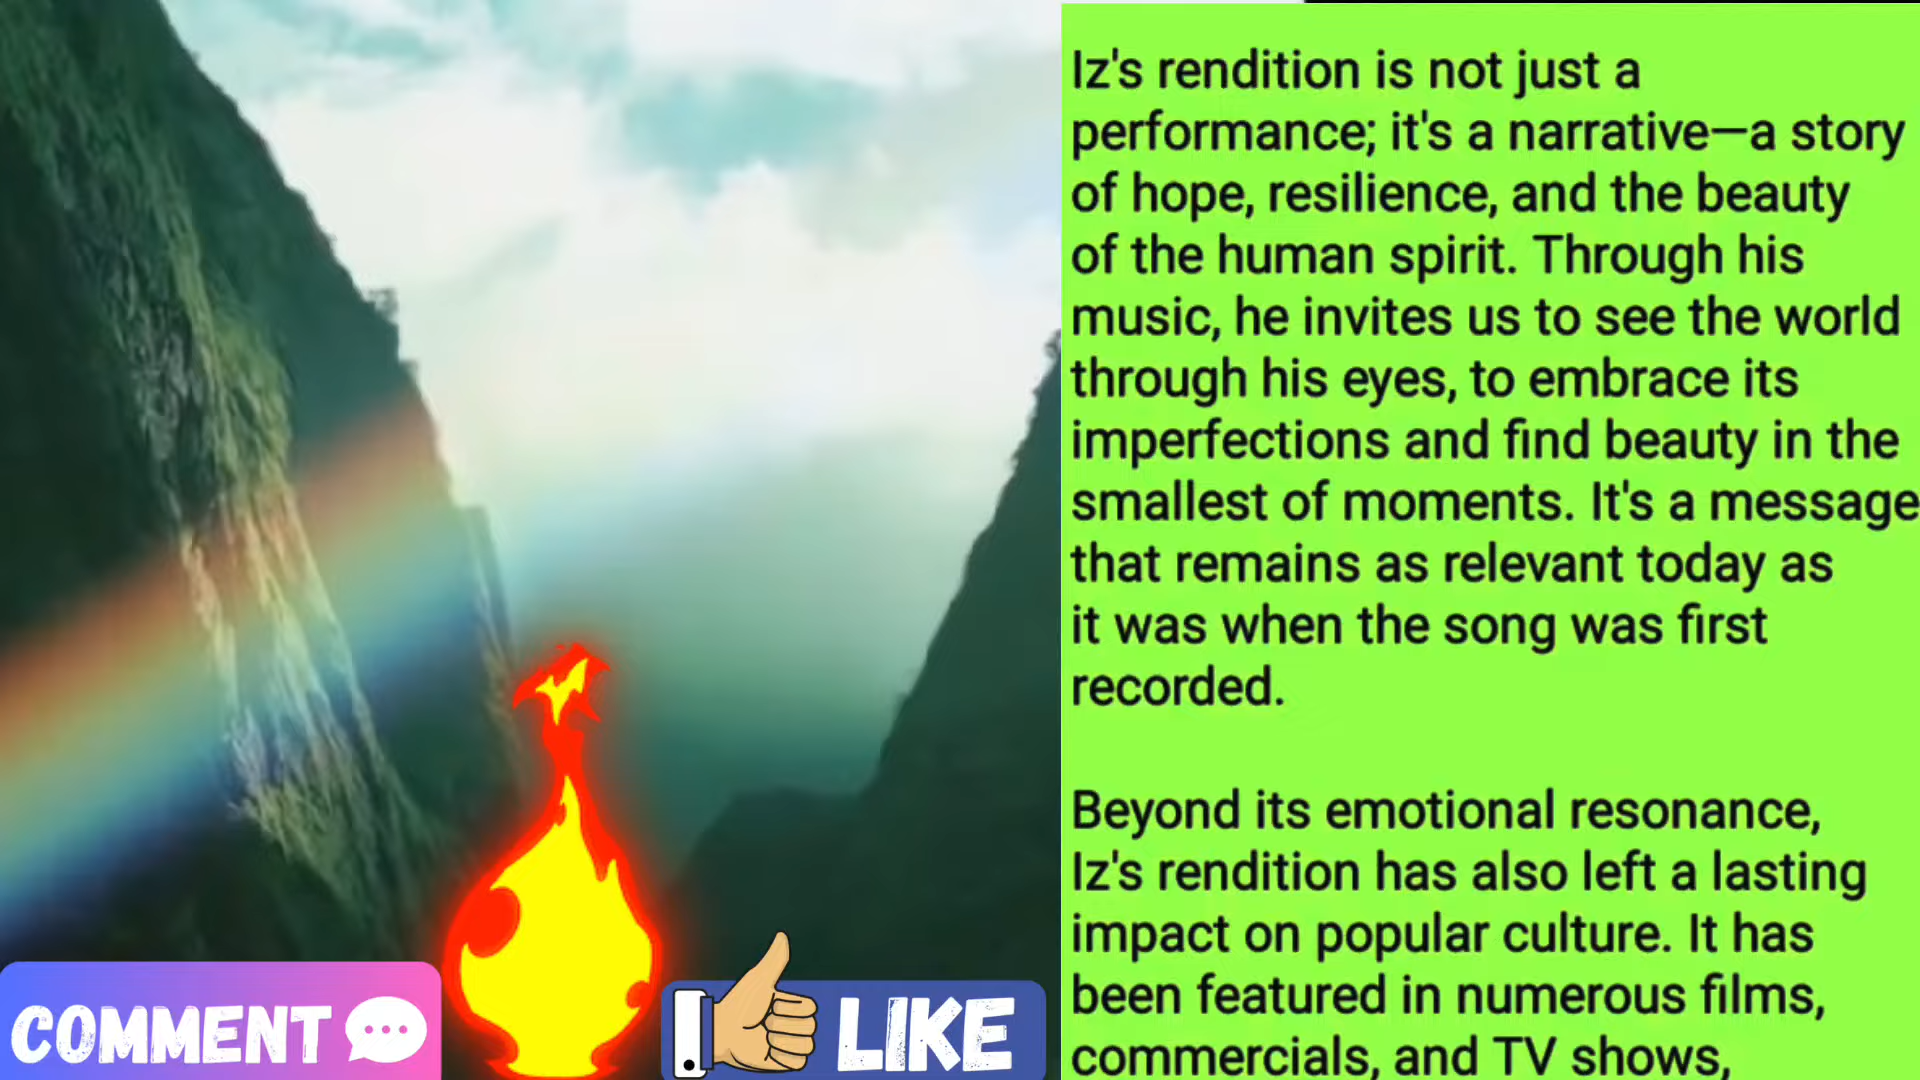 Iz's rendition is not just a
performance; it's a narrative—a story
of hope, resilience, and the beauty
of the human spirit. Through his
music, he invites us to see the world
through his eyes, to embrace its
imperfections and find beauty in the
smallest of moments. It's a message
that remains as relevant today as
it was when the song was first
recorded.
Beyond its emotional resonance,
Iz's rendition has also left a lasting
impact on popular culture. It has
been featured in numerous films,
commercials, and TV shows,
COMMENT
LIKE